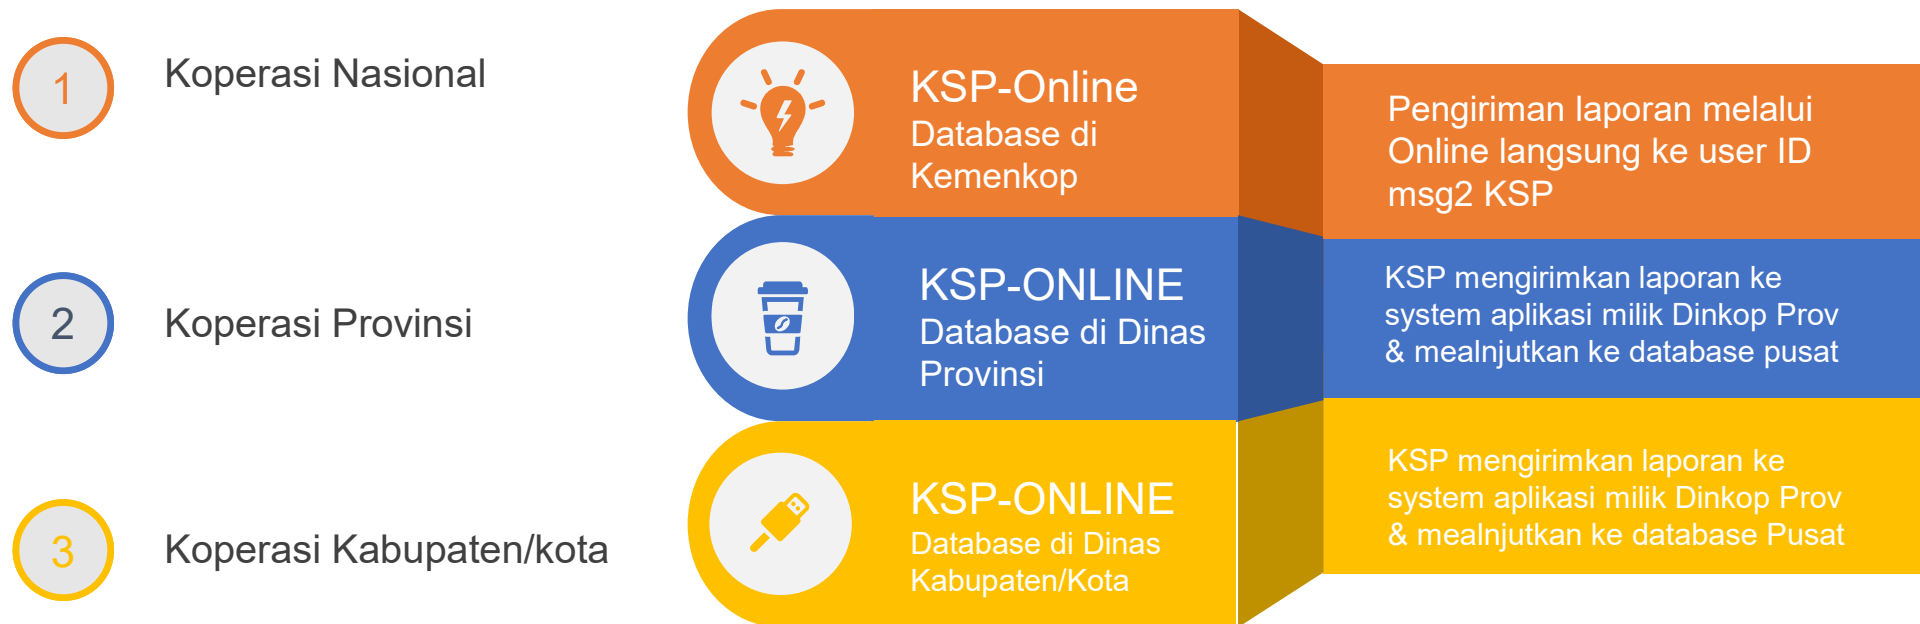 1
Koperasi Nasional
KSP-Online
Database di
Kemenkop
Pengiriman laporan melalui
Online langsung ke user ID
msg2 KSP
2
Koperasi Provinsi
KSP-ONLINE
Database di Dinas
Provinsi
KSP mengirimkan laporan ke
system aplikasi milik Dinkop Prov
& mealnjutkan ke database pusat
3
Koperasi Kabupaten/kota
KSP-ONLINE
Database di Dinas
Kabupaten/Kota
KSP mengirimkan laporan ke
system aplikasi milik Dinkop Prov
& mealnjutkan ke database Pusat